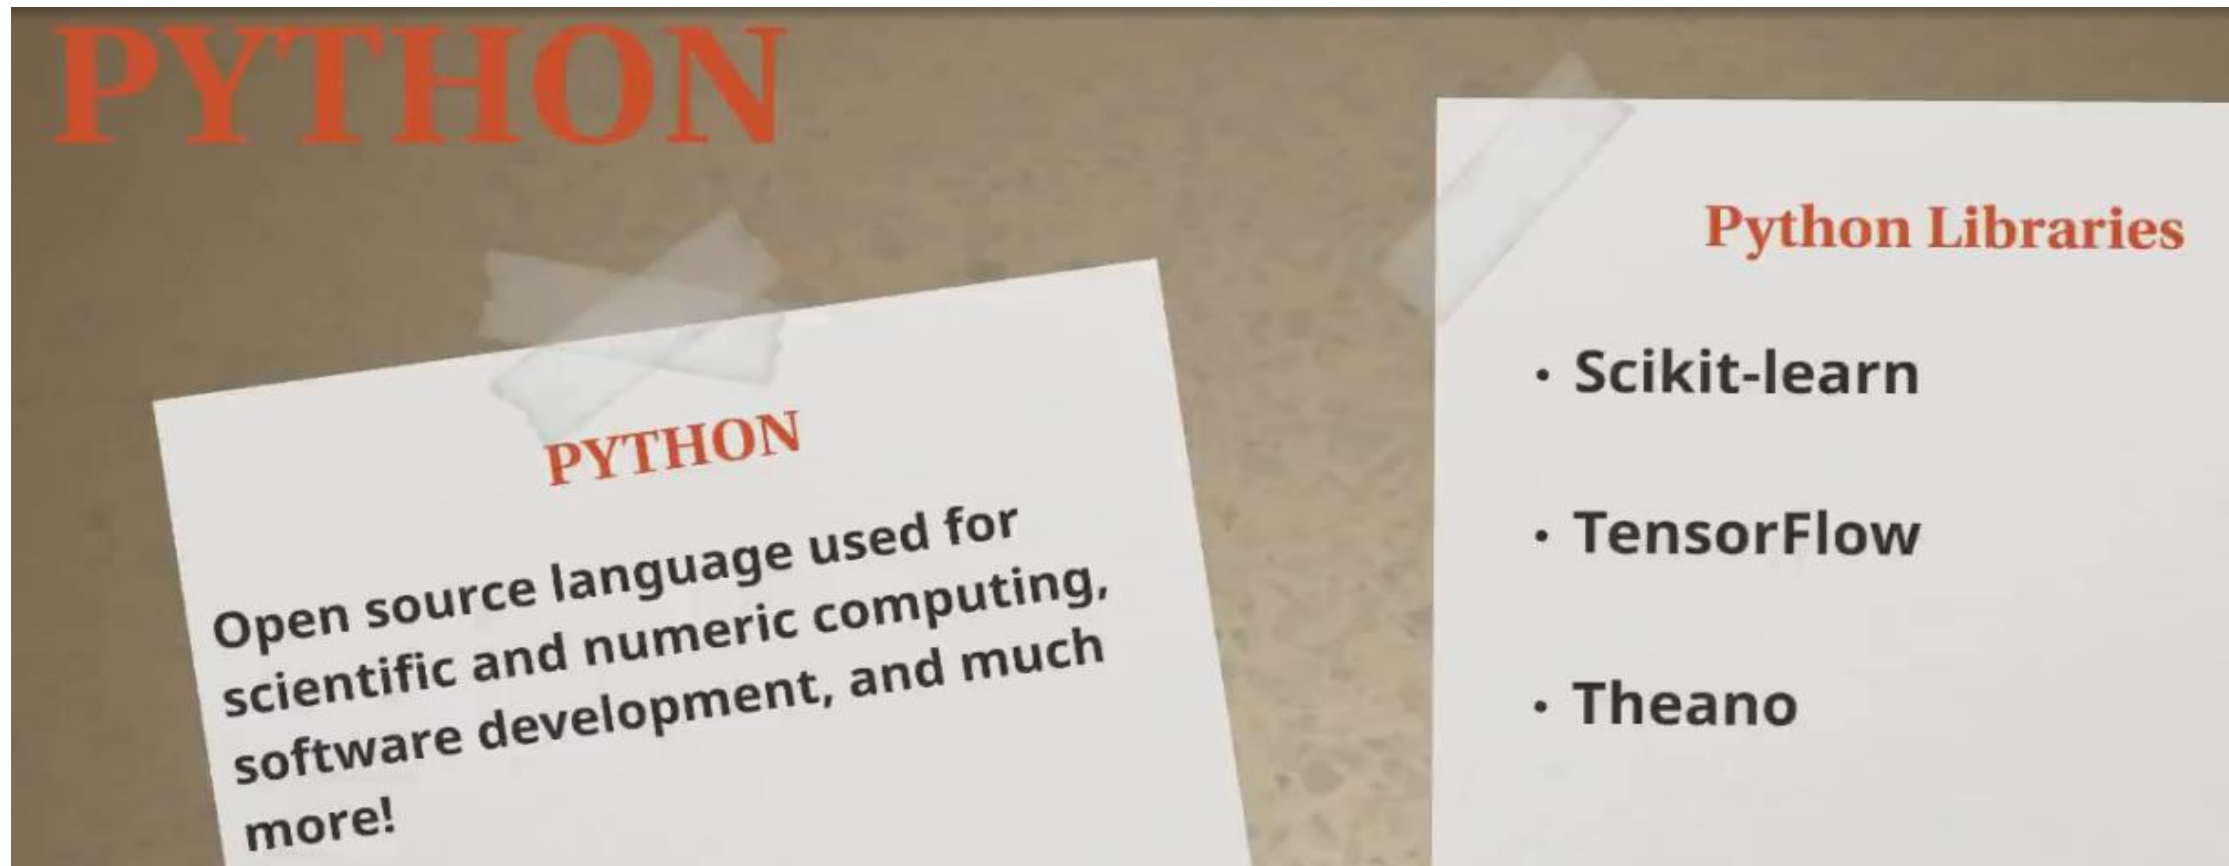 PYTHON
PYTHON
Open source language used for
scientific and numeric computing,
software development, and much
more!
Python Libraries
• Scikit-learn
• TensorFlow
• Theano